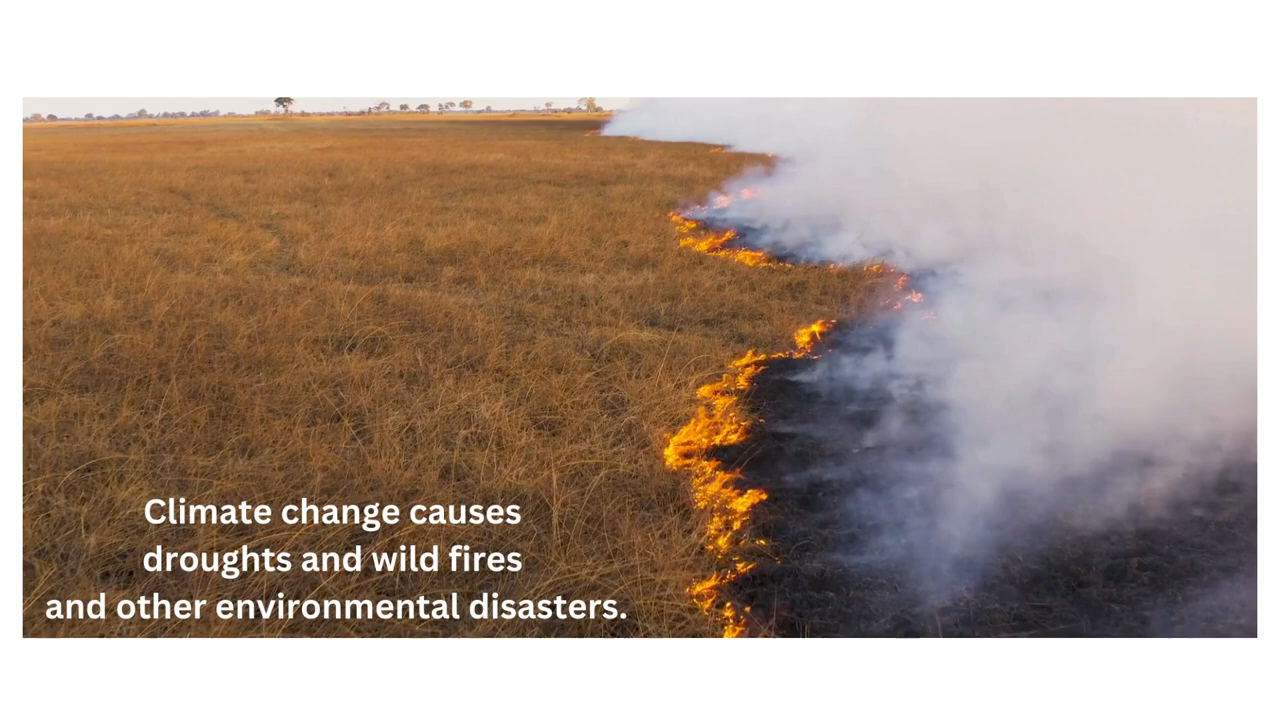 Climate change causes
droughts and wild fires
and other environmental disasters.